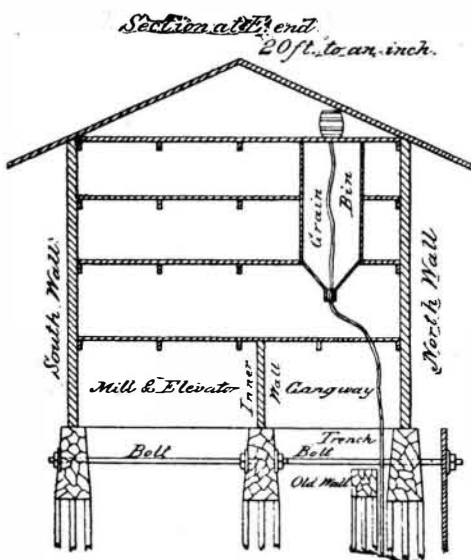 Section at E. end
20 ft. to an inch.
Grain Bin
South Wall
North Wall
Mill & Elevator
Inner Wall
Gangway
Trench
Bolt
Bolt
Old Wall